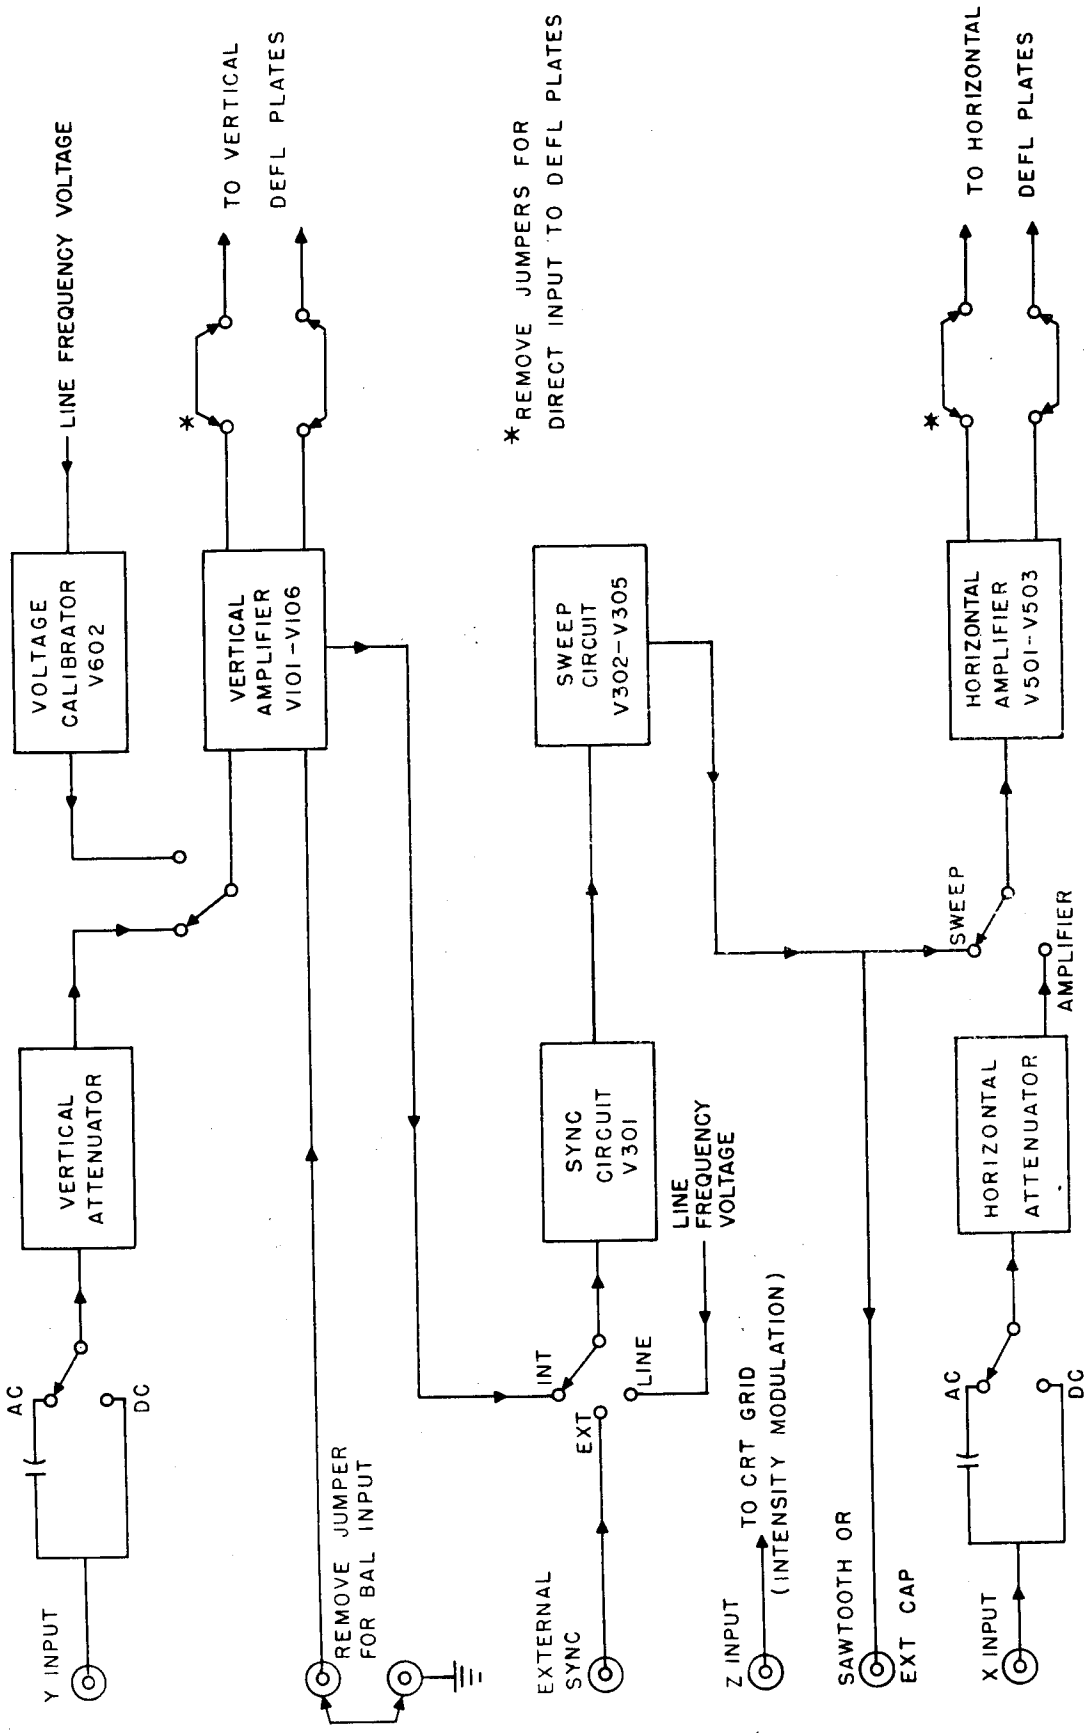 Y INPUT
AC
DC
VERTICAL
ATTENUATOR
VOLTAGE
CALIBRATOR
V602
LINE FREQUENCY VOLTAGE
VERTICAL
AMPLIFIER
V101-V106
*
TO VERTICAL
DEFL PLATES
REMOVE JUMPER
FOR BAL INPUT
*REMOVE JUMPERS FOR
DIRECT INPUT TO DEFL PLATES
EXTERNAL
SYNC
INT
EXT
LINE
SYNC
CIRCUIT
V301
SWEEP
CIRCUIT
V302-V305
LINE
FREQUENCY
VOLTAGE
Z INPUT
TO CRT GRID
(INTENSITY MODULATION)
SAWTOOTH OR
EXT CAP
X INPUT
AC
DC
HORIZONTAL
ATTENUATOR
SWEEP
AMPLIFIER
HORIZONTAL
AMPLIFIER
V501-V503
*
TO HORIZONTAL
DEFL PLATES